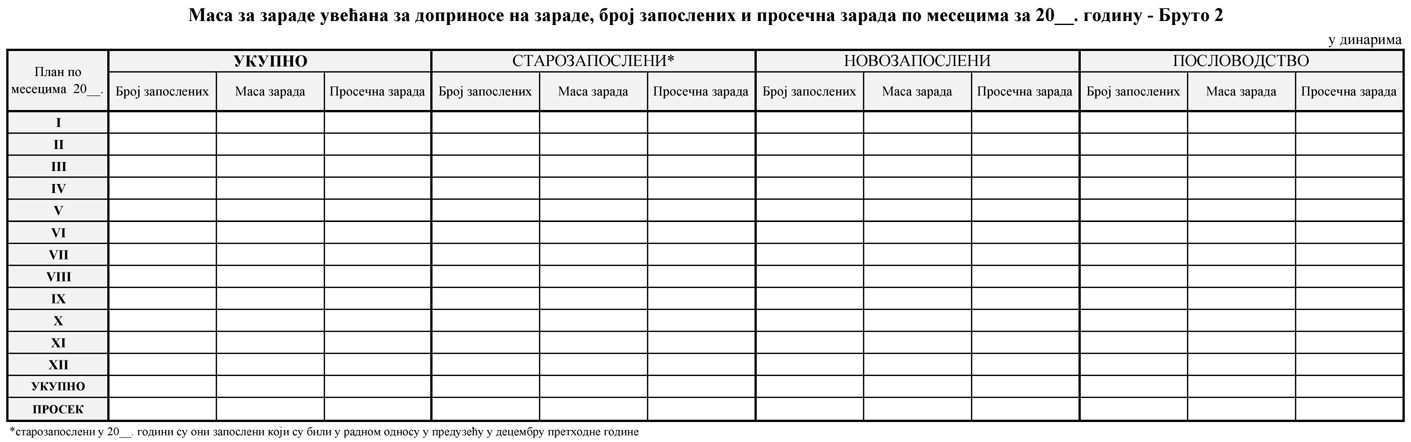 Маса за зараде увећана за доприносе на зараде, број запослених и просечна зарада по месецима за 20__. годину - Бруто 2
у динарима
План по месецима 20__. УКУПНО СТАРОЗАПОСЛЕНИ* НОВОЗАПОСЛЕНИ ПОСЛОВОДСТВО
Број запослених Маса зарада Просечна зарада Број запослених Маса зарада Просечна зарада Број запослених Маса зарада Просечна зарада Број запослених Маса зарада Просечна зарада
I
II
III
IV
V
VI
VII
VIII
IX
X
XI
XII
УКУПНО
ПРОСЕК
*старозапослени у 20__. години су они запослени који су били у радном односу у предузећу у децембру претходне године